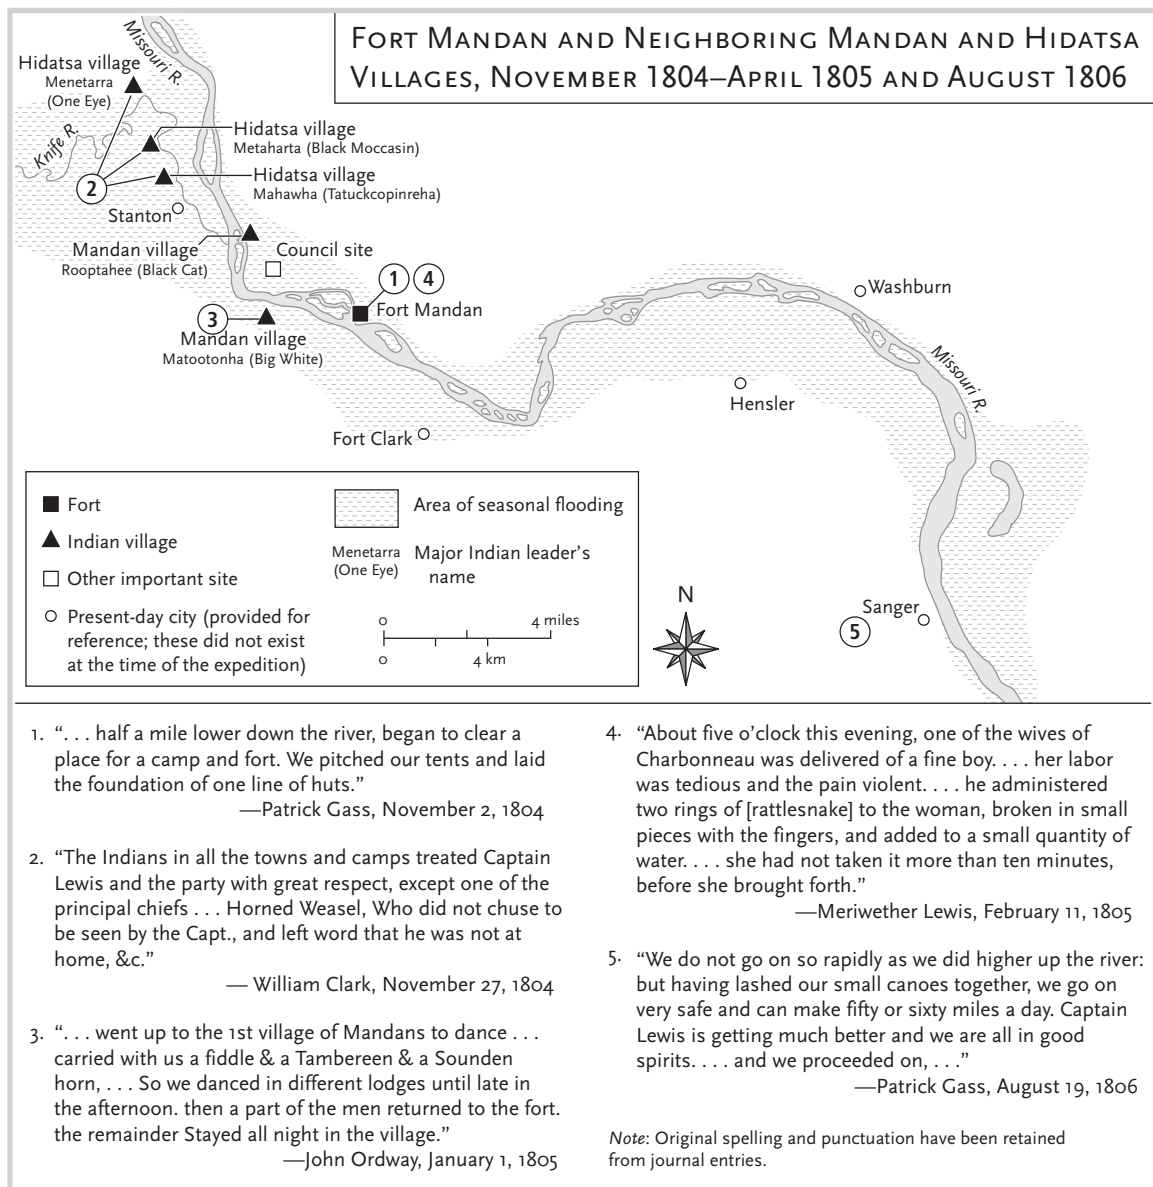 FORT MANDAN AND NEIGHBORING MANDAN AND HIDATSA
VILLAGES, NOVEMBER 1804–APRIL 1805 AND AUGUST 1806
Missouri R.
Hidatsa village
Menetarra
(One Eye)
Knife R.
Hidatsa village
Metaharta (Black Moccasin)
2
Hidatsa village
Mahawha (Tatuckcopinreha)
Stanton
Mandan village
Rooptahee (Black Cat)
Council site
1 4
Fort Mandan
3
Mandan village
Matootonha (Big White)
Washburn
Missouri R.
Hensler
Fort Clark
Sanger
5
N
Fort
Indian village
Other important site
Present-day city (provided for
reference; these did not exist
at the time of the expedition)
Area of seasonal flooding
Menetarra
(One Eye)
Major Indian leader's
name
0 4 miles
0 4 km
1. “. . . half a mile lower down the river, began to clear a
place for a camp and fort. We pitched our tents and laid
the foundation of one line of huts.”
—Patrick Gass, November 2, 1804
2. “The Indians in all the towns and camps treated Captain
Lewis and the party with great respect, except one of the
principal chiefs . . . Horned Weasel, Who did not chuse to
be seen by the Capt., and left word that he was not at
home, &c.”
— William Clark, November 27, 1804
3. “. . . went up to the 1st village of Mandans to dance . . .
carried with us a fiddle & a Tambereen & a Sounden
horn, . . . So we danced in different lodges until late in
the afternoon. then a part of the men returned to the fort.
the remainder Stayed all night in the village.”
—John Ordway, January 1, 1805
4. “About five o’clock this evening, one of the wives of
Charbonneau was delivered of a fine boy. . . . her labor
was tedious and the pain violent. . . . he administered
two rings of [rattlesnake] to the woman, broken in small
pieces with the fingers, and added to a small quantity of
water. . . . she had not taken it more than ten minutes,
before she brought forth.”
—Meriwether Lewis, February 11, 1805
5. “We do not go on so rapidly as we did higher up the river:
but having lashed our small canoes together, we go on
very safe and can make fifty or sixty miles a day. Captain
Lewis is getting much better and we are all in good
spirits. . . . and we proceeded on, . . .”
—Patrick Gass, August 19, 1806
Note: Original spelling and punctuation have been retained
from journal entries.